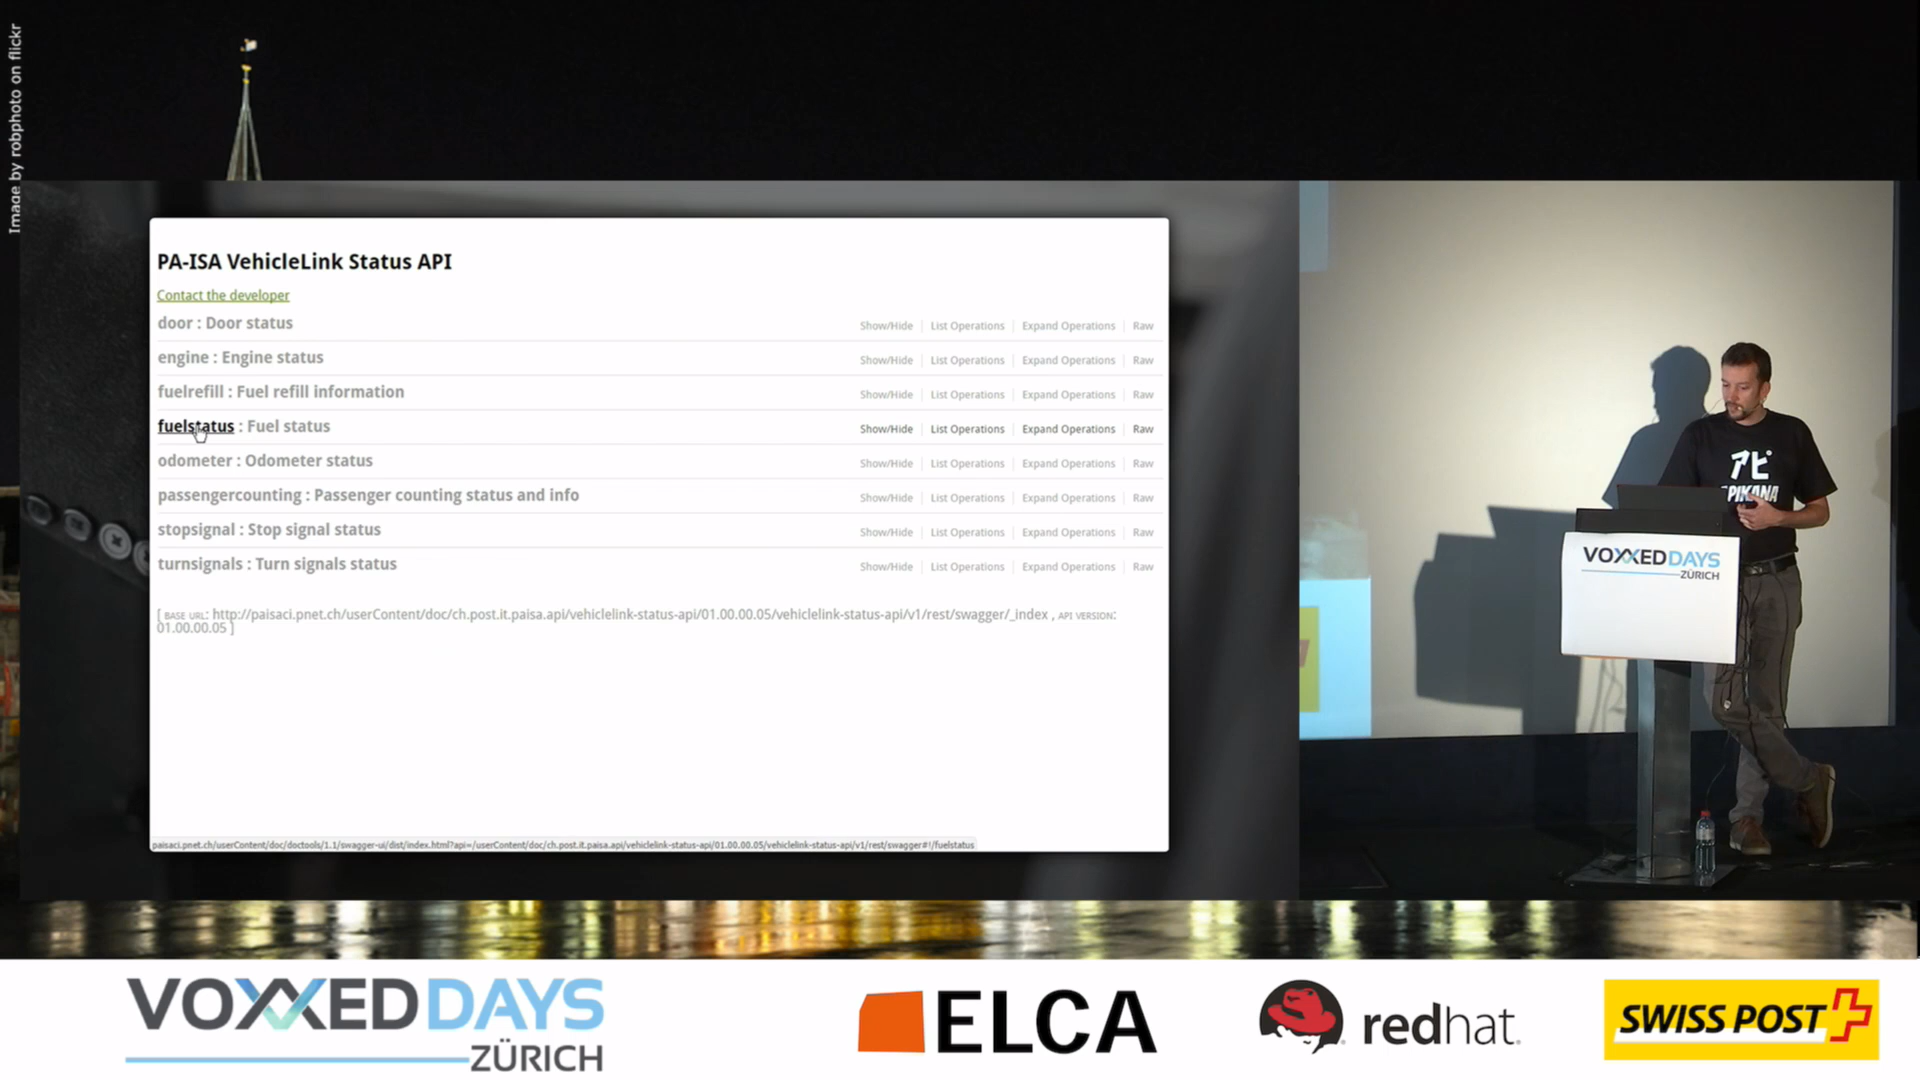 Image by robphoto on flickr
PA-ISA VehicleLink Status API
Contact the developer
door : Door status Show/Hide List Operations Expand Operations Raw
engine : Engine status Show/Hide List Operations Expand Operations Raw
fuelrefill : Fuel refill information Show/Hide List Operations Expand Operations Raw
fuelstatus : Fuel status Show/Hide List Operations Expand Operations Raw
odometer : Odometer status Show/Hide List Operations Expand Operations Raw
passengercounting : Passenger counting status and info Show/Hide List Operations Expand Operations Raw
stopsignal : Stop signal status Show/Hide List Operations Expand Operations Raw
turnsignals : Turn signals status Show/Hide List Operations Expand Operations Raw
[ BASE URL: http://paisaci.pnet.ch/userContent/doc/ch.post.it.paisa.api/vehiclelink-status-api/01.00.00.05/vehiclelink-status-api/v1/rest/swagger/_index , API VERSION:
01.00.00.05 ]
paisaci.pnet.ch/userContent/doc/doctools/1.1/swagger-ui/dist/index.html?api=/userContent/doc/ch.post.it.paisa.api/vehiclelink-status-api/01.00.00.05/vehiclelink-status-api/v1/rest/swagger#!/fuelstatus
アピ
APIKANA
VOXXED DAYS
ZÜRICH
VOXXED DAYS
ZÜRICH
ELCA
redhat.
SWISS POST